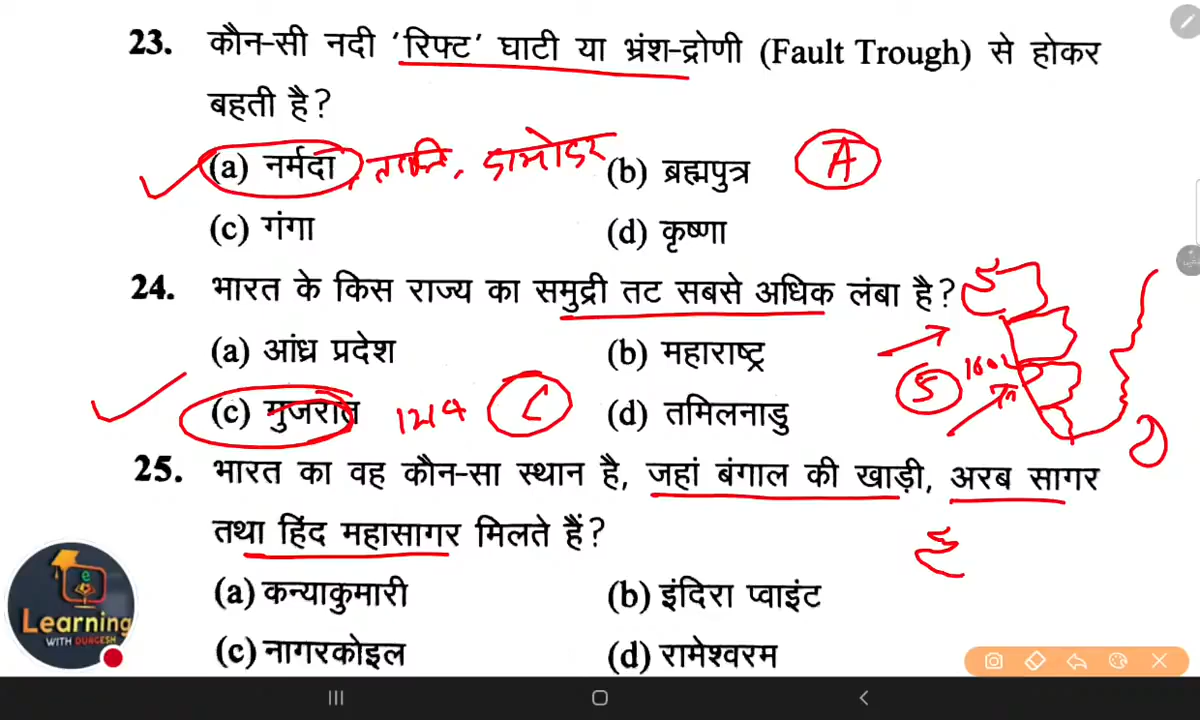 23. कौन-सी नदी 'रिफ्ट' घाटी या भ्रंश-द्रोणी (Fault Trough) से होकर
बहती है?
(a) नर्मदा , डामोडर (b) ब्रह्मपुत्र A
(c) गंगा (d) कृष्णा
24. भारत के किस राज्य का समुद्री तट सबसे अधिक लंबा है?
(a) आंध्र प्रदेश (b) महाराष्ट्र
(c) गुजरात 1214 C (d) तमिलनाडु
25. भारत का वह कौन-सा स्थान है, जहां बंगाल की खाड़ी, अरब सागर
तथा हिंद महासागर मिलते हैं?
(a) कन्याकुमारी (b) इंदिरा प्वाइंट
(c) नागरकोइल (d) रामेश्वरम
e
Learning
WITH DURGESH